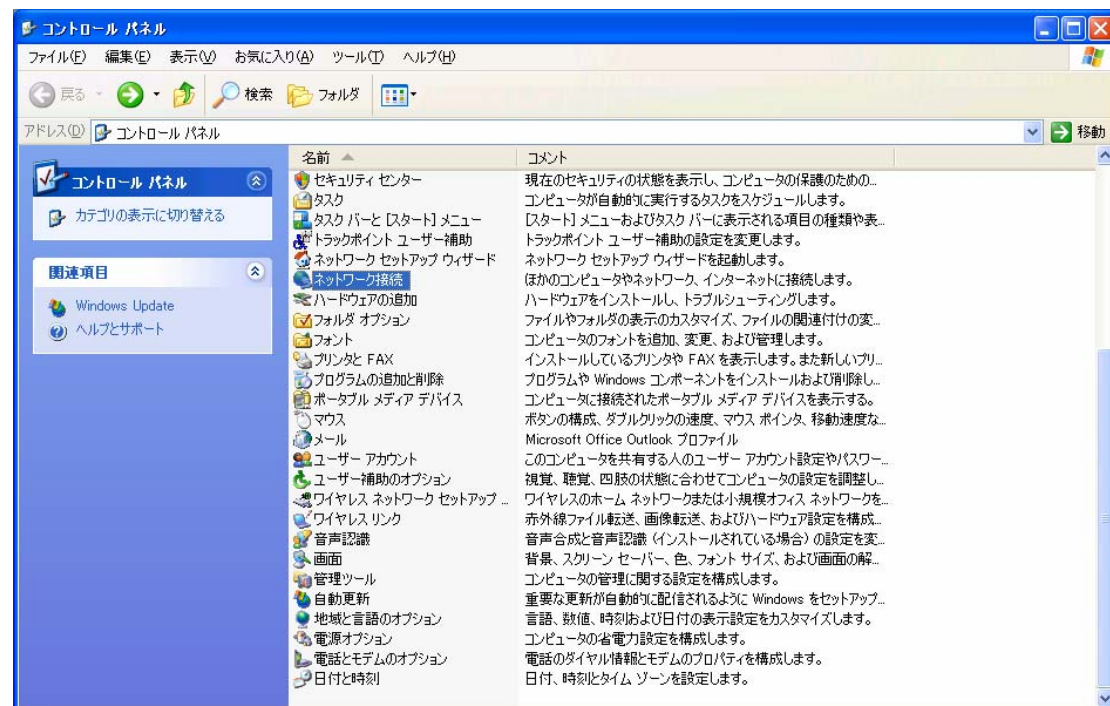 コントロール パネル
ファイル(F) 編集(E) 表示(V) お気に入り(A) ツール(T) ヘルプ(H)
戻る 検索 フォルダ
アドレス(D) コントロール パネル 移動
コントロール パネル
カテゴリの表示に切り替える
関連項目
Windows Update
ヘルプとサポート
名前 コメント
セキュリティ センター 現在のセキュリティの状態を表示し、コンピュータの保護のための...
タスク コンピュータが自動的に実行するタスクをスケジュールします。
タスク バーと [スタート] メニュー [スタート] メニューおよびタスク バーに表示される項目の種類や表...
トラックポイント ユーザー補助 トラックポイント ユーザー補助の設定を変更します。
ネットワーク セットアップ ウィザード ネットワーク セットアップ ウィザードを起動します。
ネットワーク接続 ほかのコンピュータやネットワーク、インターネットに接続します。
ハードウェアの追加 ハードウェアをインストールし、トラブルシューティングします。
フォルダ オプション ファイルやフォルダの表示のカスタマイズ、ファイルの関連付けの変...
フォント コンピュータのフォントを追加、変更、および管理します。
プリンタと FAX インストールしているプリンタや FAX を表示します。また新しいプリ...
プログラムの追加と削除 プログラムや Windows コンポーネントをインストールおよび削除し...
ポータブル メディア デバイス コンピュータに接続されたポータブル メディア デバイスを表示する。
マウス ボタンの構成、ダブルクリックの速度、マウス ポインタ、移動速度な...
メール Microsoft Office Outlook プロファイル
ユーザー アカウント このコンピュータを共有する人のユーザー アカウント設定やパスワー...
ユーザー補助のオプション 視覚、聴覚、四肢の状態に合わせてコンピュータの設定を調整し...
ワイヤレス ネットワーク セットアップ ... ワイヤレスのホーム ネットワークまたは小規模オフィス ネットワークを...
ワイヤレス リンク 赤外線ファイル転送、画像転送、およびハードウェア設定を構成...
音声認識 音声合成と音声認識 (インストールされている場合) の設定を変...
画面 背景、スクリーン セーバー、色、フォント サイズ、および画面の解...
管理ツール コンピュータの管理に関する設定を構成します。
自動更新 重要な更新が自動的に配信されるように Windows をセットアップ...
地域と言語のオプション 言語、数値、時刻および日付の表示設定をカスタマイズします。
電源オプション コンピュータの省電力設定を構成します。
電話とモデムのオプション 電話のダイヤル情報とモデムのプロパティを構成します。
日付と時刻 日付、時刻とタイム ゾーンを設定します。